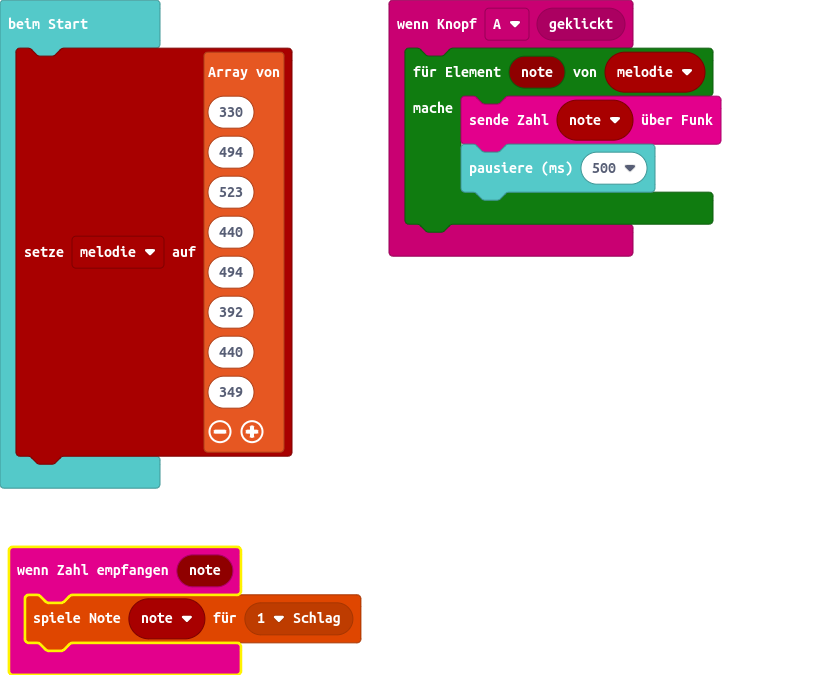 beim Start
setze melodie auf
Array von
330
494
523
440
494
392
440
349
wenn Knopf A geklickt
für Element note von melodie
mache
sende Zahl note über Funk
pausiere (ms) 500
wenn Zahl empfangen note
spiele Note note für 1 Schlag